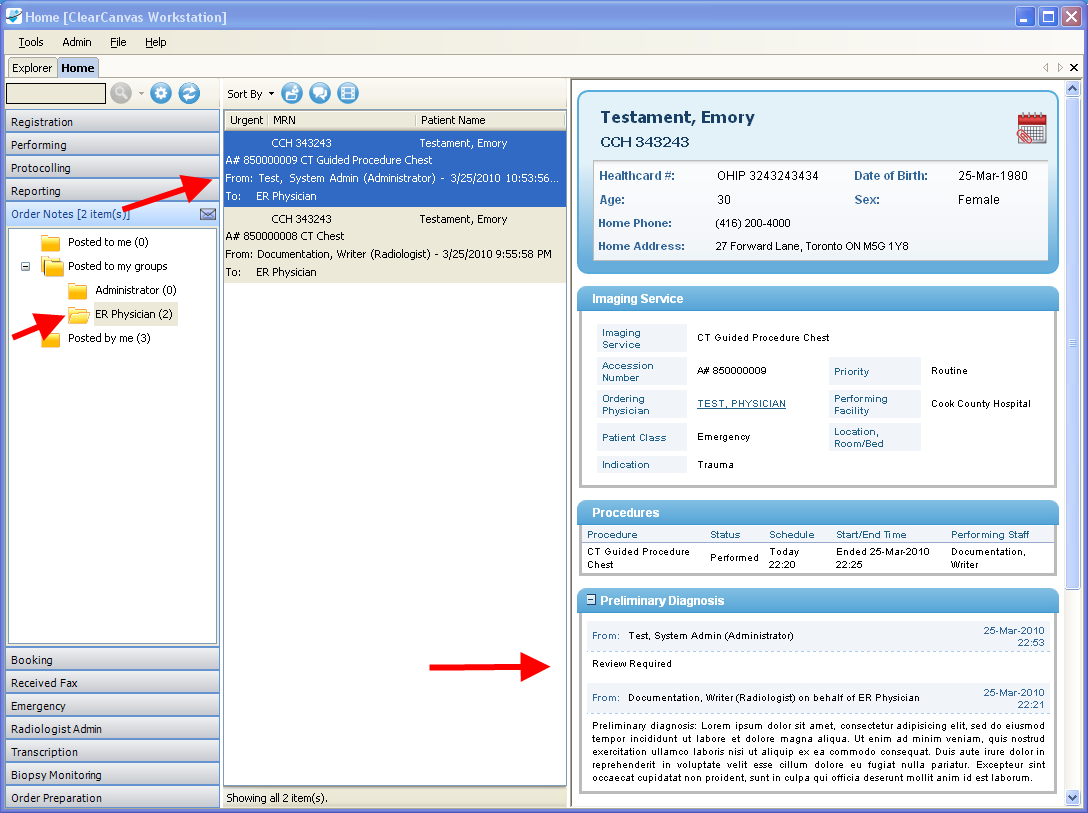 Home [ClearCanvas Workstation]
Tools Admin File Help
Explorer Home
Registration
Performing
Protocolling
Reporting
Order Notes [2 item(s)]
Posted to me (0)
Posted to my groups
Administrator (0)
ER Physician (2)
Posted by me (3)
Booking
Received Fax
Emergency
Radiologist Admin
Transcription
Biopsy Monitoring
Order Preparation
Sort By
Urgent MRN Patient Name
CCH 343243 Testament, Emory
A# 850000009 CT Guided Procedure Chest
From: Test, System Admin (Administrator) - 3/25/2010 10:53:56...
To: ER Physician
CCH 343243 Testament, Emory
A# 850000008 CT Chest
From: Documentation, Writer (Radiologist) - 3/25/2010 9:55:58 PM
To: ER Physician
Showing all 2 item(s).
Testament, Emory
CCH 343243
Healthcard #: OHIP 3243243434 Date of Birth: 25-Mar-1980
Age: 30 Sex: Female
Home Phone: (416) 200-4000
Home Address: 27 Forward Lane, Toronto ON M5G 1Y8
Imaging Service
Imaging
Service
CT Guided Procedure Chest
Accession
Number
A# 850000009
Priority
Routine
Ordering
Physician
TEST, PHYSICIAN
Performing
Facility
Cook County Hospital
Patient Class
Emergency
Location,
Room/Bed
Indication
Trauma
Procedures
Procedure Status Schedule Start/End Time Performing Staff
CT Guided Procedure
Chest
Performed
Today
22:20
Ended 25-Mar-2010
22:25
Documentation,
Writer
Preliminary Diagnosis
From: Test, System Admin (Administrator)
25-Mar-2010
22:53
Review Required
From: Documentation, Writer (Radiologist) on behalf of ER Physician
25-Mar-2010
22:21
Preliminary diagnosis: Lorem ipsum dolor sit amet, consectetur adipisicing elit, sed do eiusmod
tempor incididunt ut labore et dolore magna aliqua. Ut enim ad minim veniam, quis nostrud
exercitation ullamco laboris nisi ut aliquip ex ea commodo consequat. Duis aute irure dolor in
reprehenderit in voluptate velit esse cillum dolore eu fugiat nulla pariatur. Excepteur sint
occaecat cupidatat non proident, sunt in culpa qui officia deserunt mollit anim id est laborum.